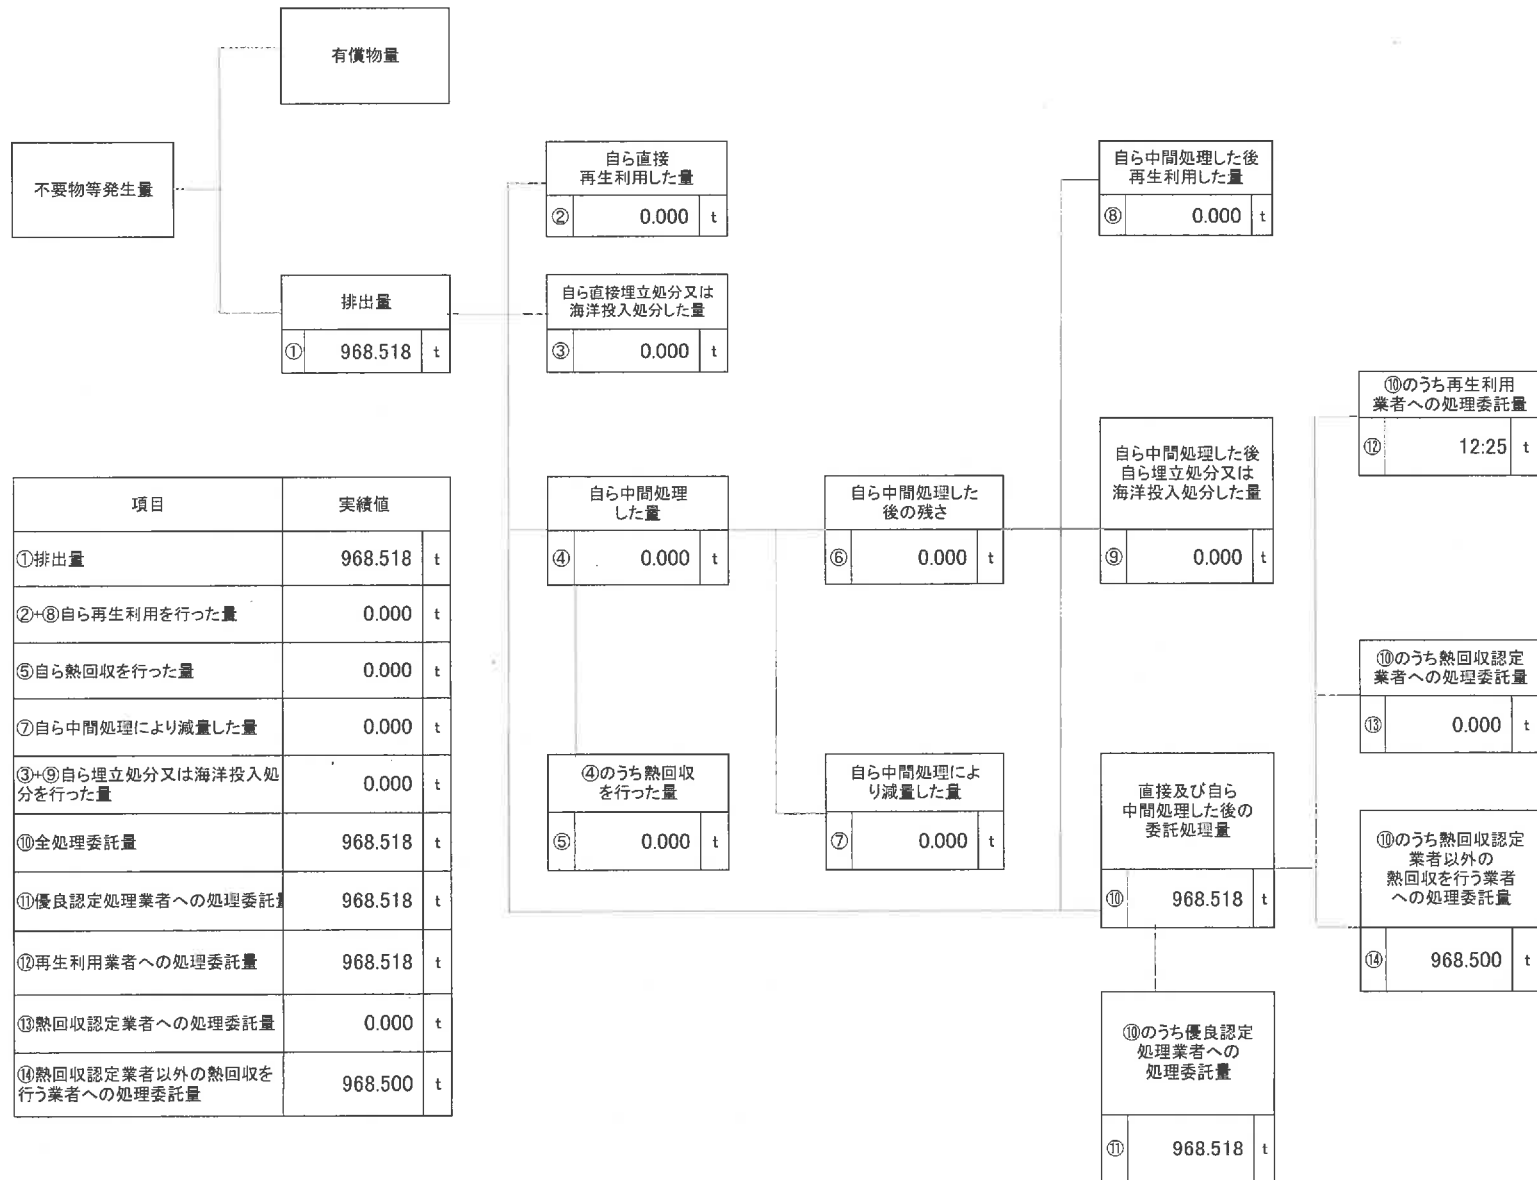 有償物量
不要物等発生量
排出量
① 968.518 t
自ら直接
再生利用した量
② 0.000 t
自ら直接埋立処分又は
海洋投入処分した量
③ 0.000 t
自ら中間処理
した量
④ 0.000 t
④のうち熱回収
を行った量
⑤ 0.000 t
自ら中間処理した
後の残さ
⑥ 0.000 t
自ら中間処理によ
り減量した量
⑦ 0.000 t
自ら中間処理した後
再生利用した量
⑧ 0.000 t
自ら中間処理した後
自ら埋立処分又は
海洋投入処分した量
⑨ 0.000 t
直接及び自ら
中間処理した後の
委託処理量
⑩ 968.518 t
⑩のうち優良認定
処理業者への
処理委託量
⑪ 968.518 t
⑩のうち再生利用
業者への処理委託量
⑫ 12:25 t
⑩のうち熱回収認定
業者への処理委託量
⑬ 0.000 t
⑩のうち熱回収認定
業者以外の
熱回収を行う業者
への処理委託量
⑭ 968.500 t
項目 実績値
①排出量 968.518 t
②+⑧自ら再生利用を行った量 0.000 t
⑤自ら熱回収を行った量 0.000 t
⑦自ら中間処理により減量した量 0.000 t
③+⑨自ら埋立処分又は海洋投入処
分を行った量 0.000 t
⑩全処理委託量 968.518 t
⑪優良認定処理業者への処理委託量 968.518 t
⑫再生利用業者への処理委託量 968.518 t
⑬熱回収認定業者への処理委託量 0.000 t
⑭熱回収認定業者以外の熱回収を
行う業者への処理委託量 968.500 t